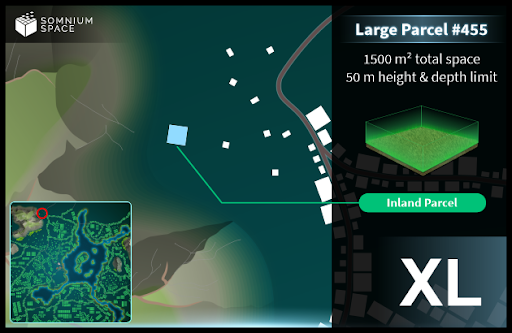 SOMNIUM
SPACE
Large Parcel #455
1500 m² total space
50 m height & depth limit
Inland Parcel
XL